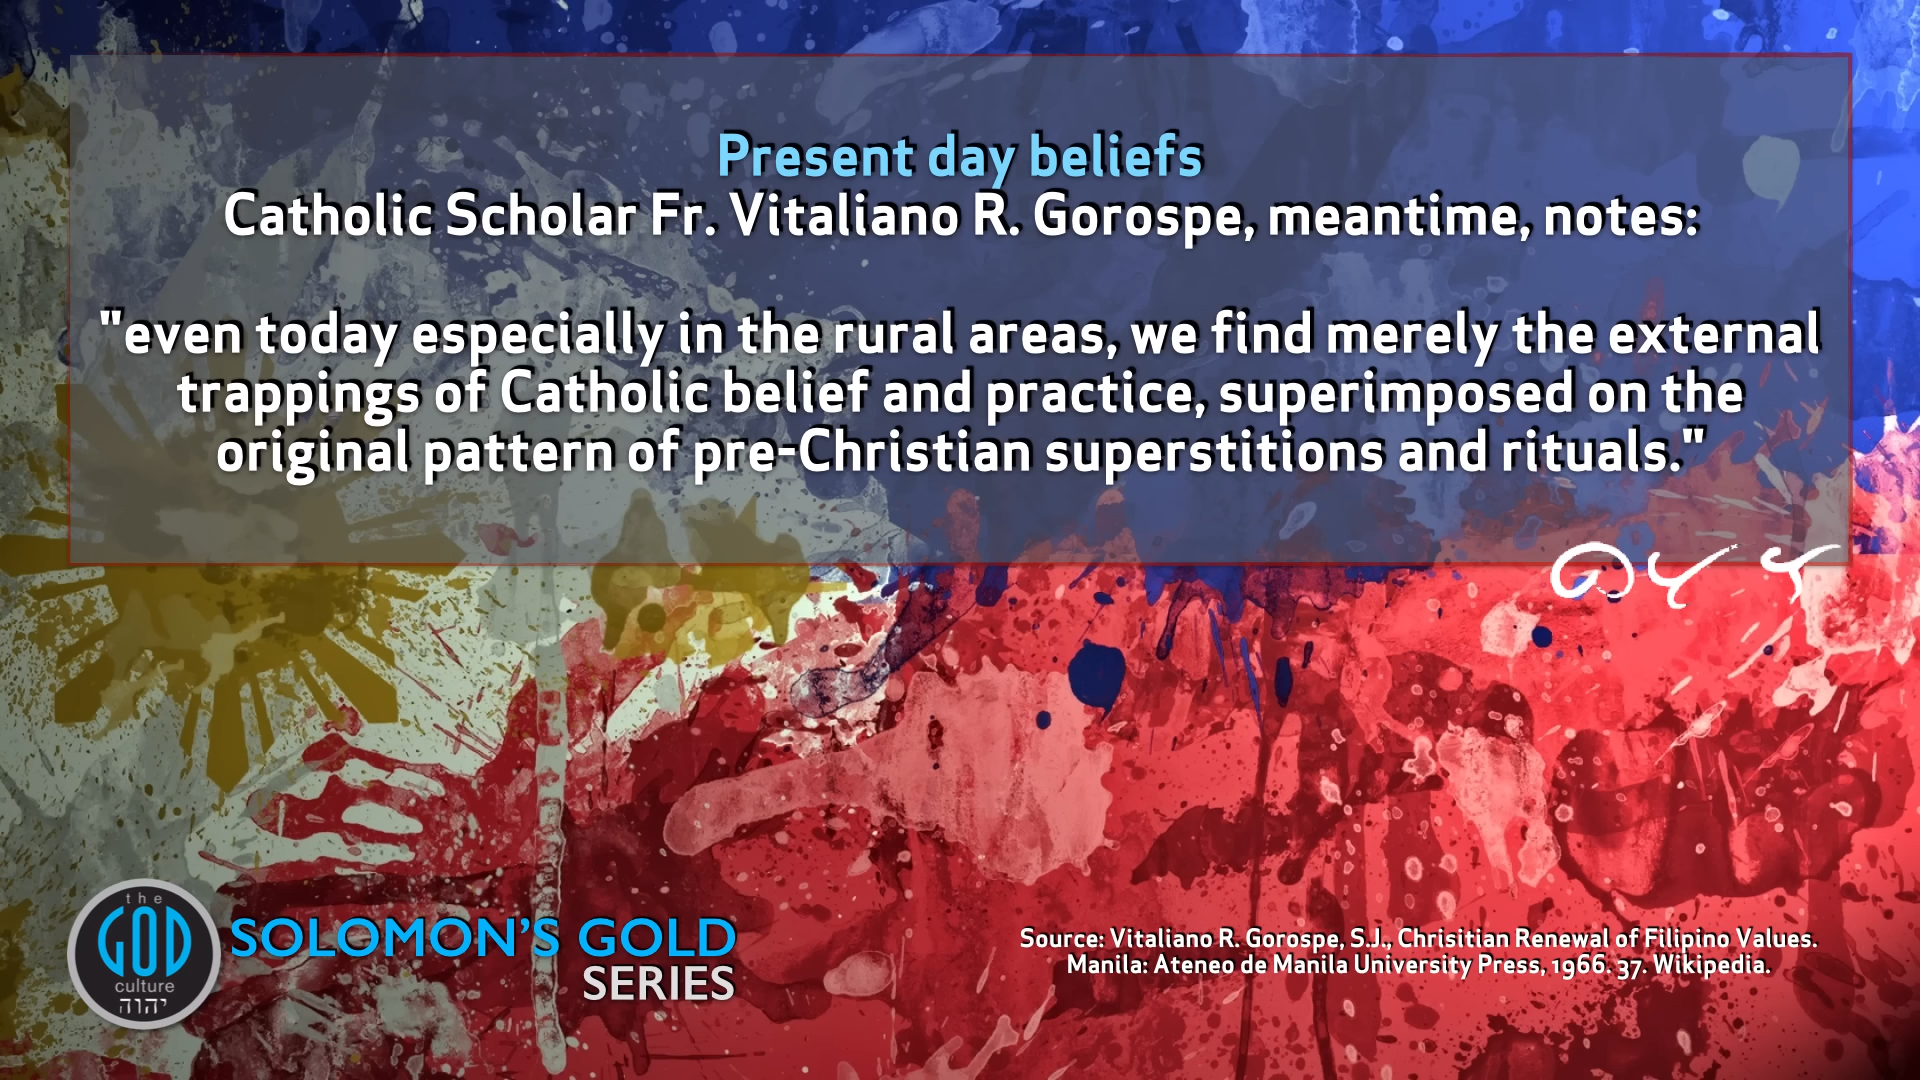 Present day beliefs
Catholic Scholar Fr. Vitaliano R. Gorospe, meantime, notes:
"even today especially in the rural areas, we find merely the external
trappings of Catholic belief and practice, superimposed on the
original pattern of pre-Christian superstitions and rituals."
the
GOD
culture
יהוה
SOLOMON'S GOLD
SERIES
Source: Vitaliano R. Gorospe, S.J., Chrisitian Renewal of Filipino Values.
Manila: Ateneo de Manila University Press, 1966. 37. Wikipedia.